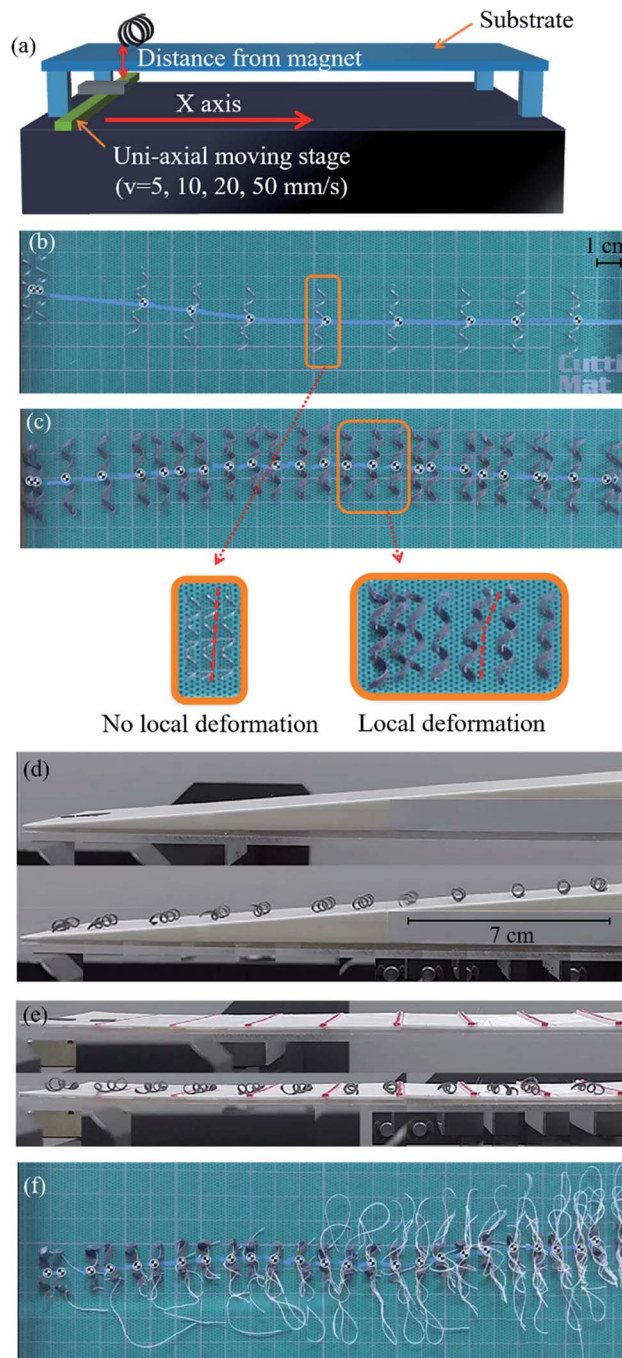 (a)
Substrate
Distance from magnet
X axis
Uni-axial moving stage
(v=5, 10, 20, 50 mm/s)
(b)
1 cm
Cutti
Mat
(c)
No local deformation
Local deformation
(d)
7 cm
(e)
(f)